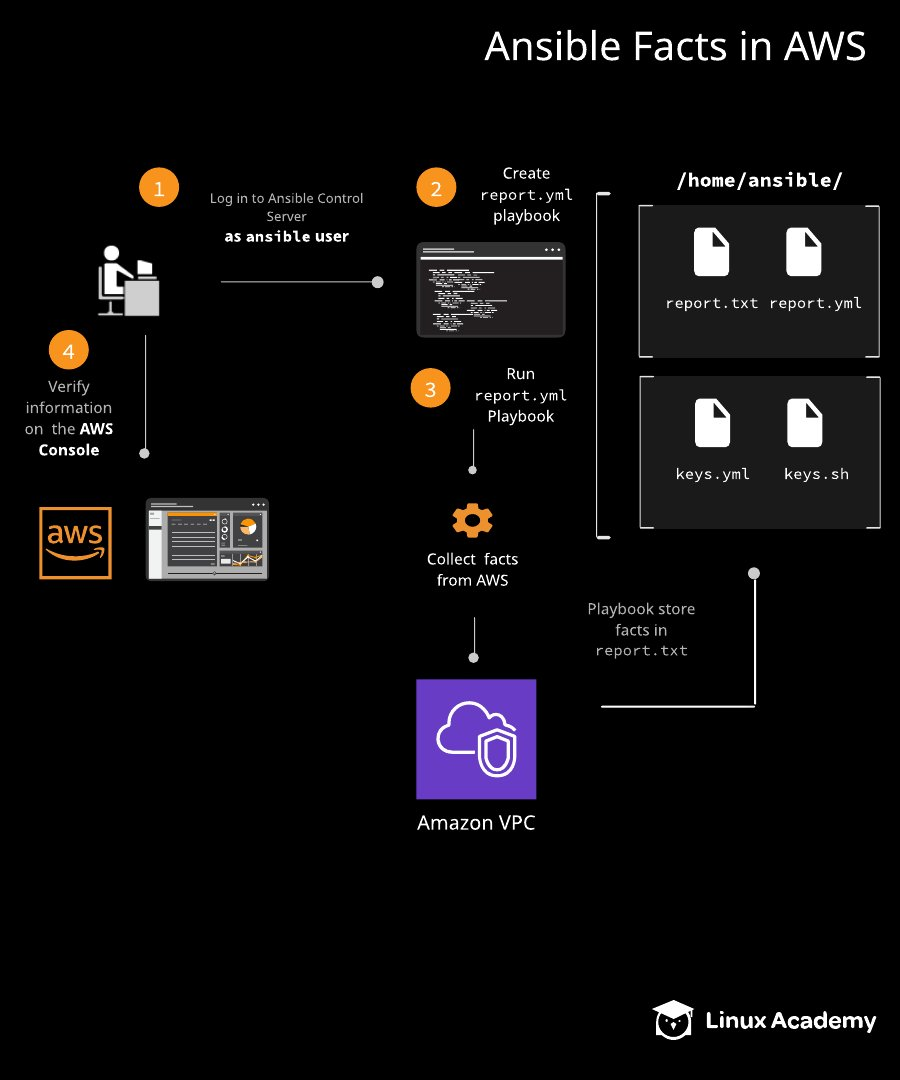 Ansible Facts in AWS
1
Log in to Ansible Control
Server
as ansible user
2
Create
report.yml
playbook
/home/ansible/
report.txt report.yml
keys.yml keys.sh
3
Run
report.yml
Playbook
Collect facts
from AWS
Amazon VPC
Playbook store
facts in
report.txt
4
Verify
information
on the AWS
Console
aws
Linux Academy